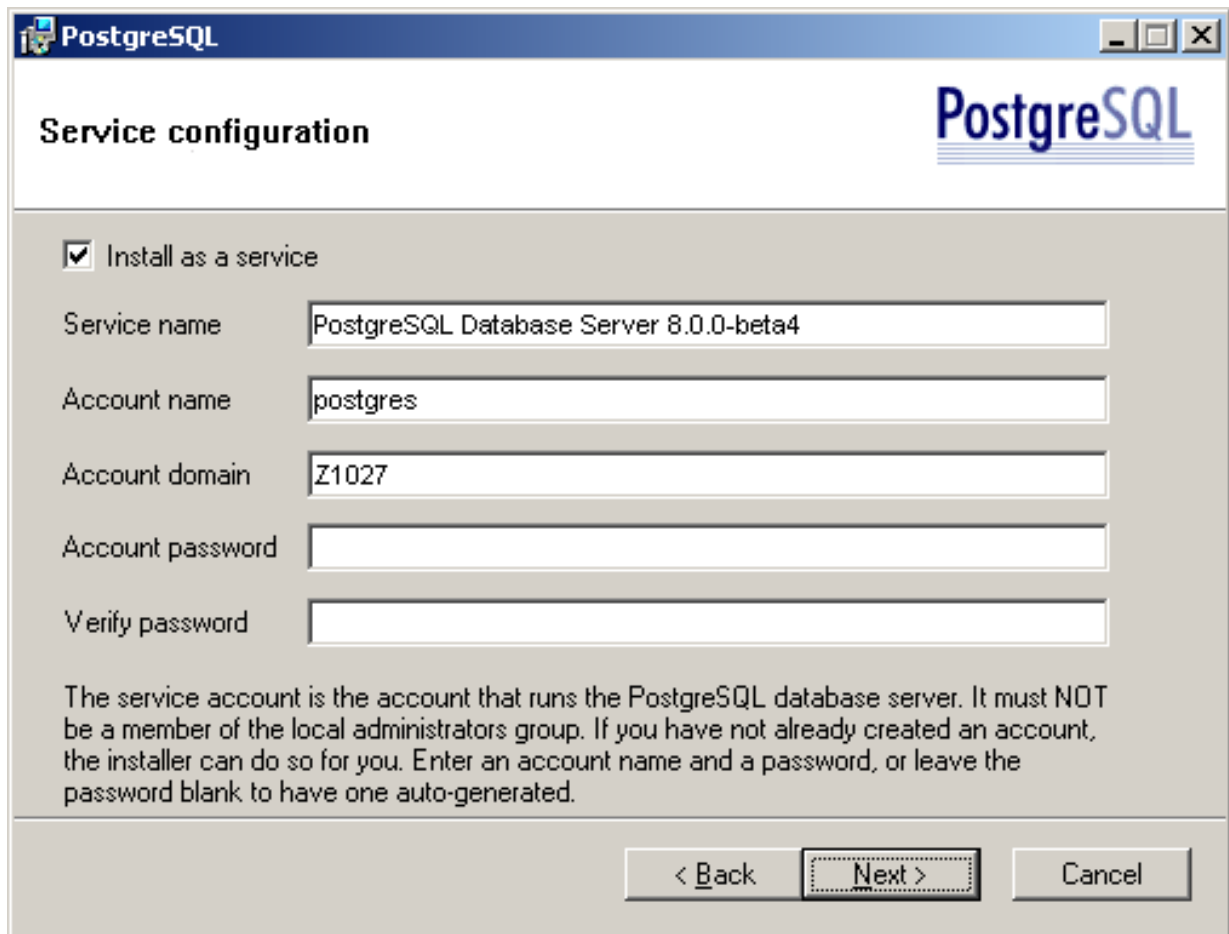 PostgreSQL
Service configuration
PostgreSQL
Install as a service
Service name
PostgreSQL Database Server 8.0.0-beta4
Account name
postgres
Account domain
Z1027
Account password
Verify password
The service account is the account that runs the PostgreSQL database server. It must NOT
be a member of the local administrators group. If you have not already created an account,
the installer can do so for you. Enter an account name and a password, or leave the
password blank to have one auto-generated.
< Back
Next >
Cancel